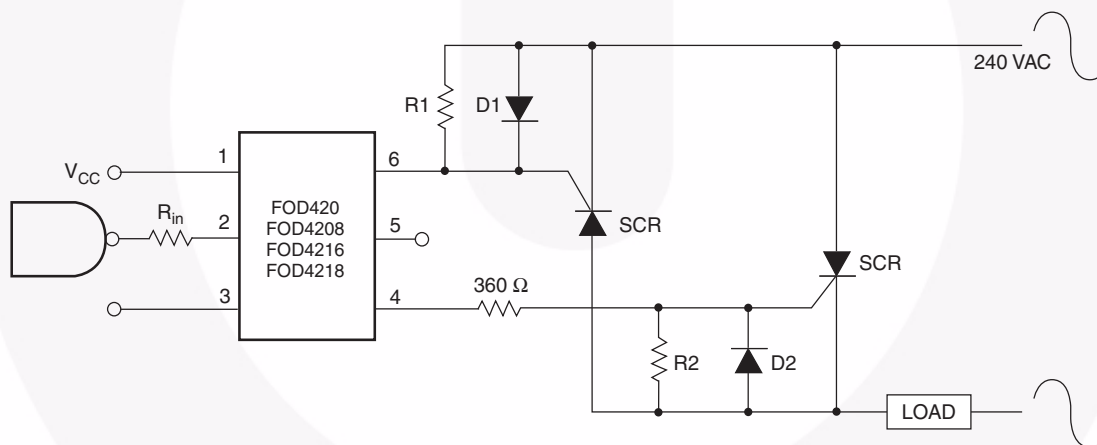 240 VAC
R1
D1
V_CC
1
6
R_in
2
FOD420
FOD4208
FOD4216
FOD4218
5
SCR
SCR
3
4
360 Ω
R2
D2
LOAD